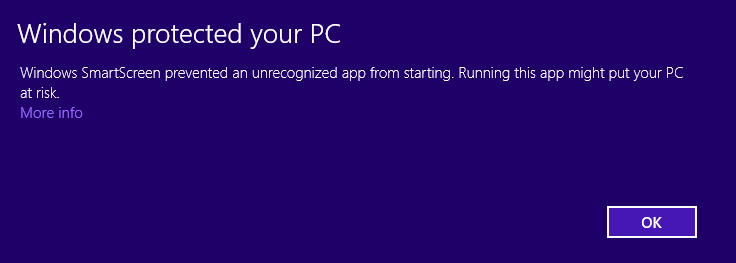 Windows protected your PC
Windows SmartScreen prevented an unrecognized app from starting. Running this app might put your PC
at risk.
More info
OK